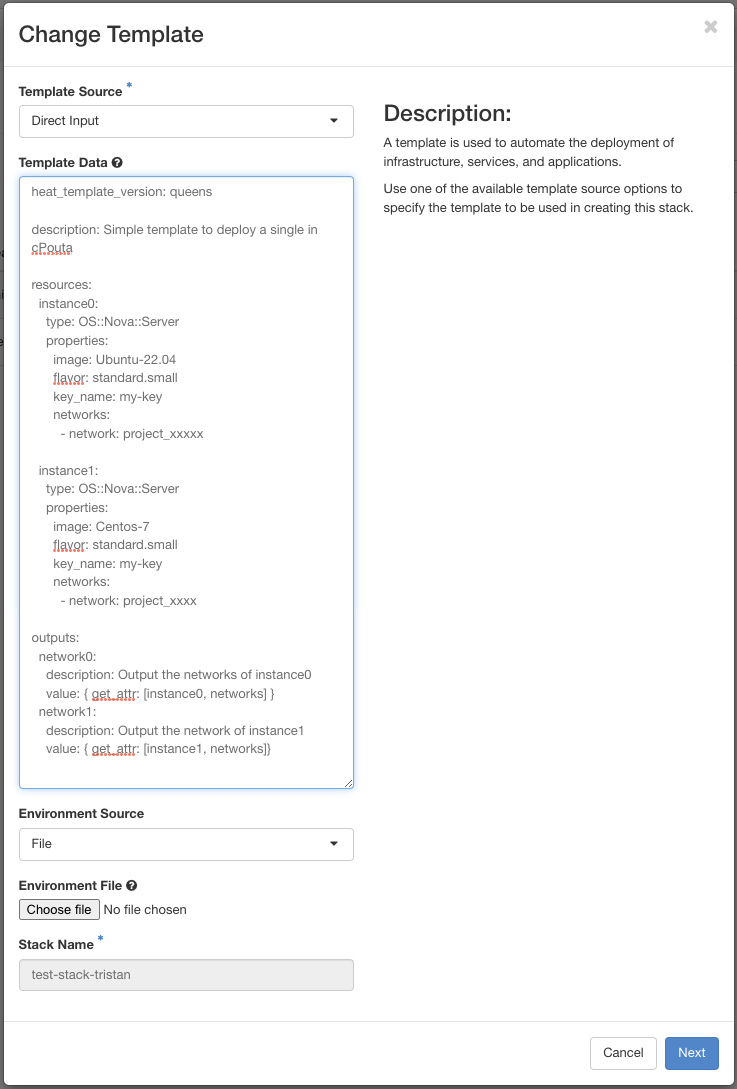 Change Template
Template Source *
Direct Input
Template Data
heat_template_version: queens
description: Simple template to deploy a single in
cPouta
resources:
instance0:
type: OS::Nova::Server
properties:
image: Ubuntu-22.04
flavor: standard.small
key_name: my-key
networks:
- network: project_xxxxx
instance1:
type: OS::Nova::Server
properties:
image: Centos-7
flavor: standard.small
key_name: my-key
networks:
- network: project_xxxx
outputs:
network0:
description: Output the networks of instance0
value: { get_attr: [instance0, networks] }
network1:
description: Output the network of instance1
value: { get_attr: [instance1, networks]}
Environment Source
File
Environment File
Choose file No file chosen
Stack Name *
test-stack-tristan
Description:
A template is used to automate the deployment of
infrastructure, services, and applications.
Use one of the available template source options to
specify the template to be used in creating this stack.
Cancel
Next